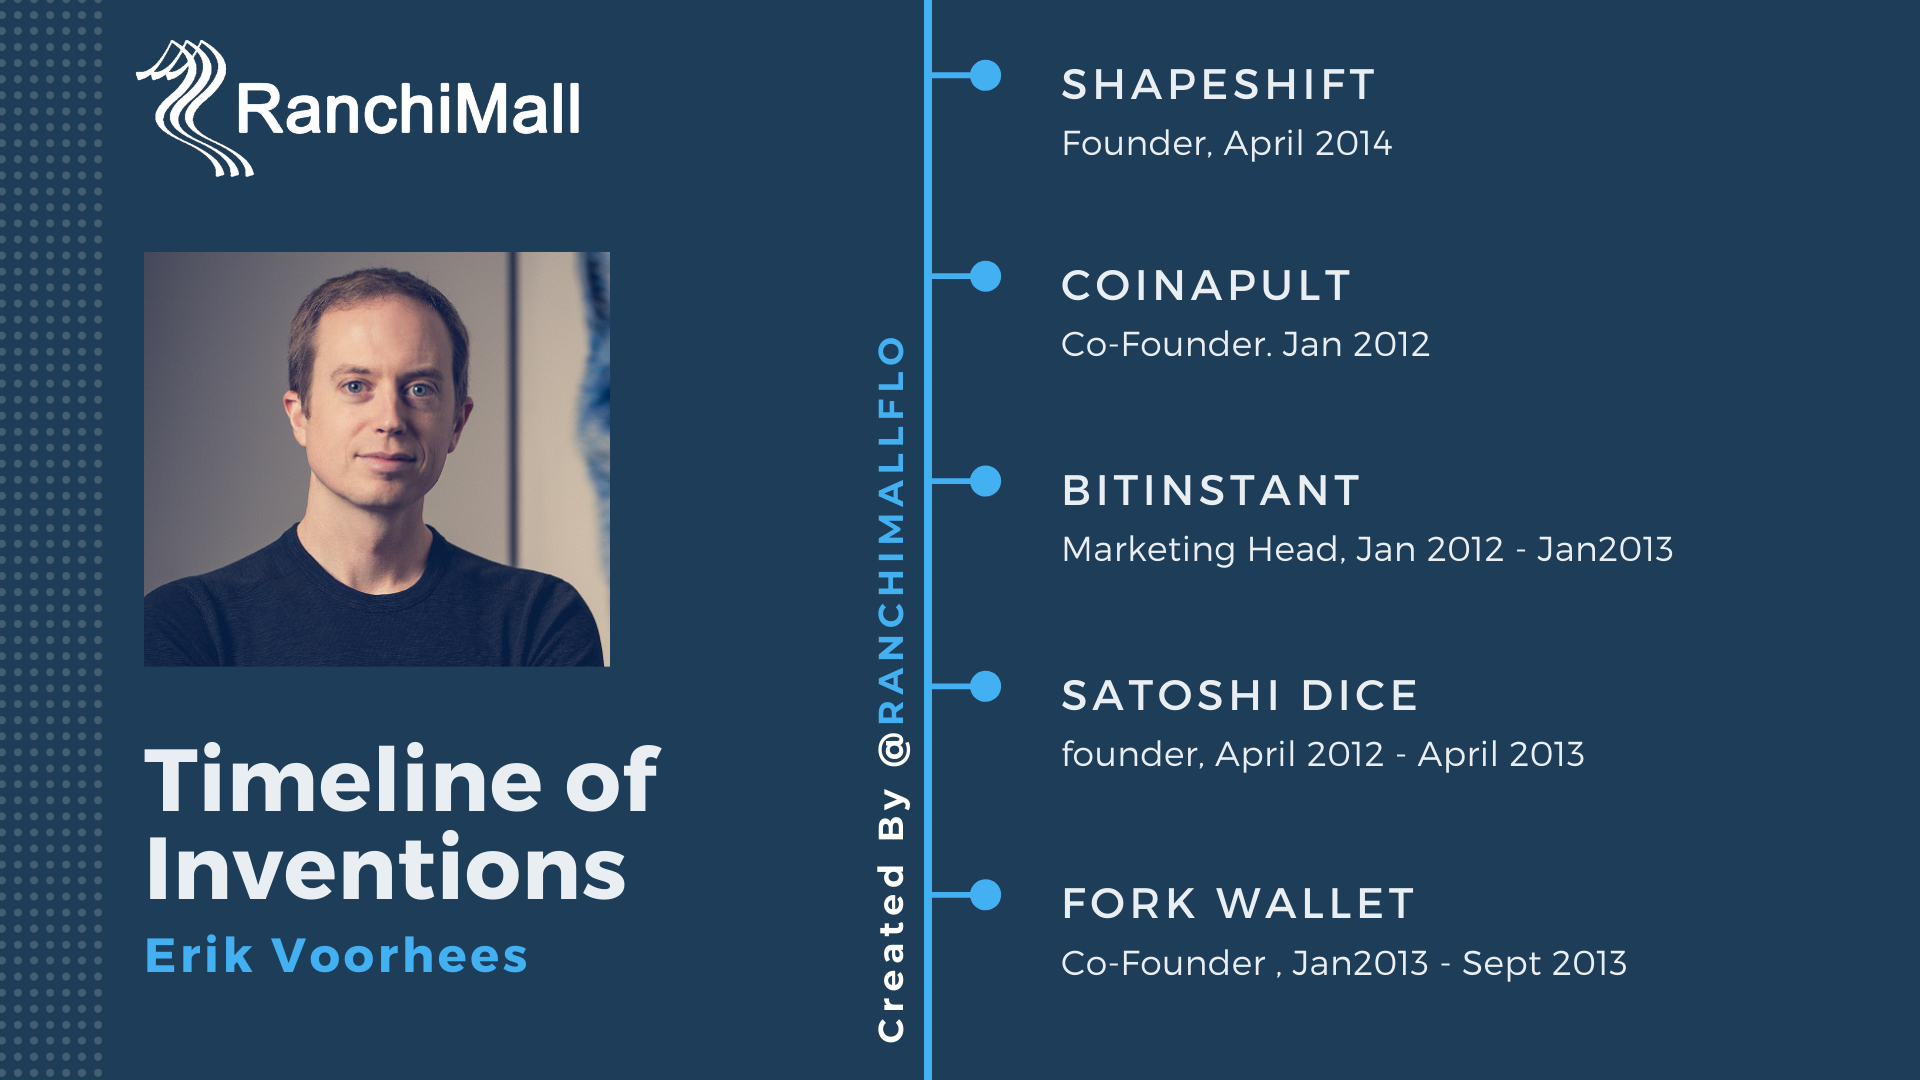 RanchiMall
Timeline of
Inventions
Erik Voorhees
Created By @RANCHIMALLFLO
SHAPESHIFT
Founder, April 2014
COINAPULT
Co-Founder. Jan 2012
BITINSTANT
Marketing Head, Jan 2012 - Jan2013
SATOSHI DICE
founder, April 2012 - April 2013
FORK WALLET
Co-Founder , Jan2013 - Sept 2013